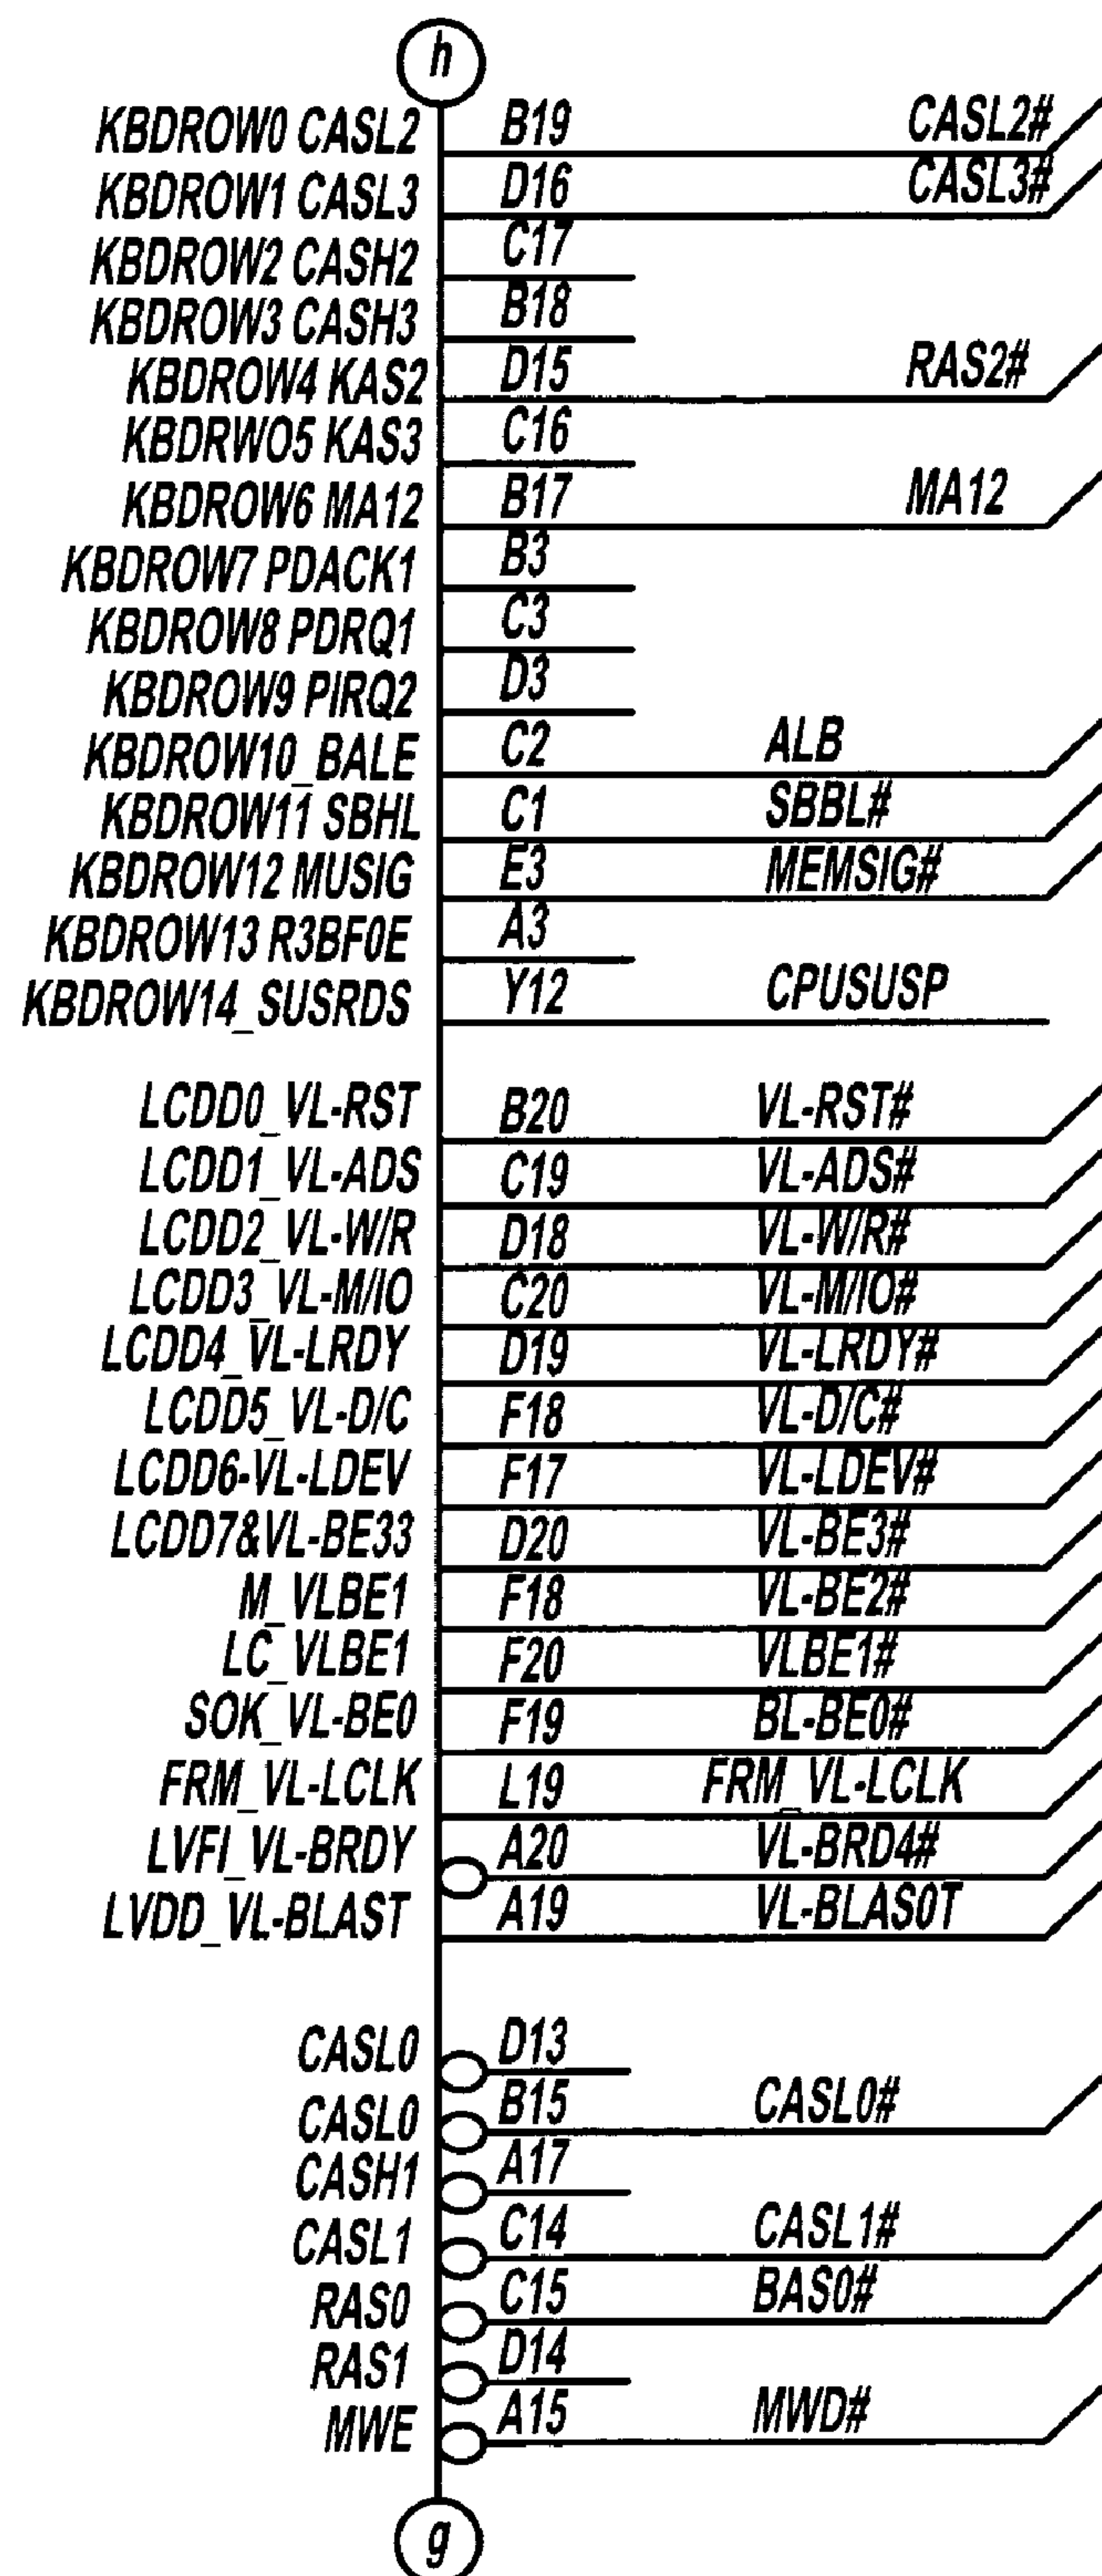 h
KBDROW0 CASL2 B19 CASL2#
KBDROW1 CASL3 D16 CASL3#
KBDROW2 CASH2 C17
KBDROW3 CASH3 B18
KBDROW4 KAS2 D15 RAS2#
KBDRWO5 KAS3 C16
KBDROW6 MA12 B17 MA12
KBDROW7 PDACK1 B3
KBDROW8 PDRQ1 C3
KBDROW9 PIRQ2 D3
KBDROW10_BALE C2 ALB
KBDROW11 SBHL C1 SBBL#
KBDROW12 MUSIG E3 MEMSIG#
KBDROW13 R3BF0E A3
KBDROW14_SUSRDS Y12 CPUSUSP
LCDD0_VL-RST B20 VL-RST#
LCDD1_VL-ADS C19 VL-ADS#
LCDD2_VL-W/R D18 VL-W/R#
LCDD3_VL-M/IO C20 VL-M/IO#
LCDD4_VL-LRDY D19 VL-LRDY#
LCDD5_VL-D/C F18 VL-D/C#
LCDD6-VL-LDEV F17 VL-LDEV#
LCDD7&VL-BE33 D20 VL-BE3#
M_VLBE1 F18 VL-BE2#
LC_VLBE1 F20 VLBE1#
SOK_VL-BE0 F19 BL-BE0#
FRM_VL-LCLK L19 FRM_VL-LCLK
LVFI_VL-BRDY A20 VL-BRD4#
LVDD_VL-BLAST A19 VL-BLAS0T
CASL0 D13
CASL0 B15 CASL0#
CASH1 A17
CASL1 C14 CASL1#
RAS0 C15 BAS0#
RAS1 D14
MWE A15 MWD#
g